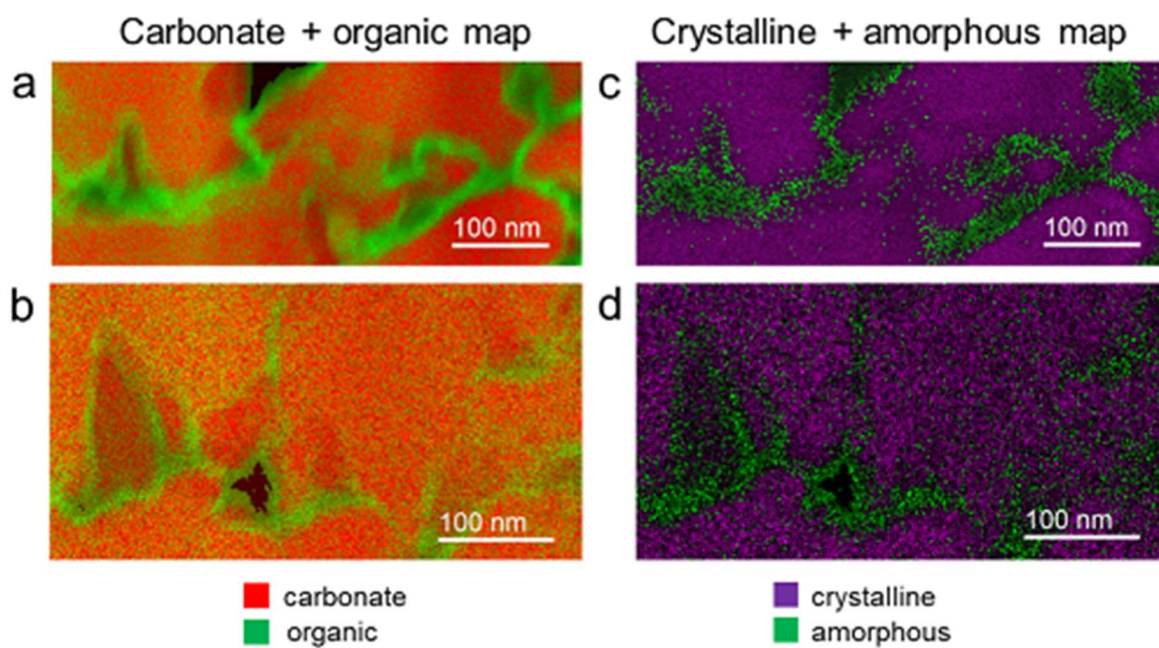 Carbonate + organic map
Crystalline + amorphous map
a
c
100 nm
100 nm
b
d
100 nm
100 nm
carbonate
crystalline
organic
amorphous